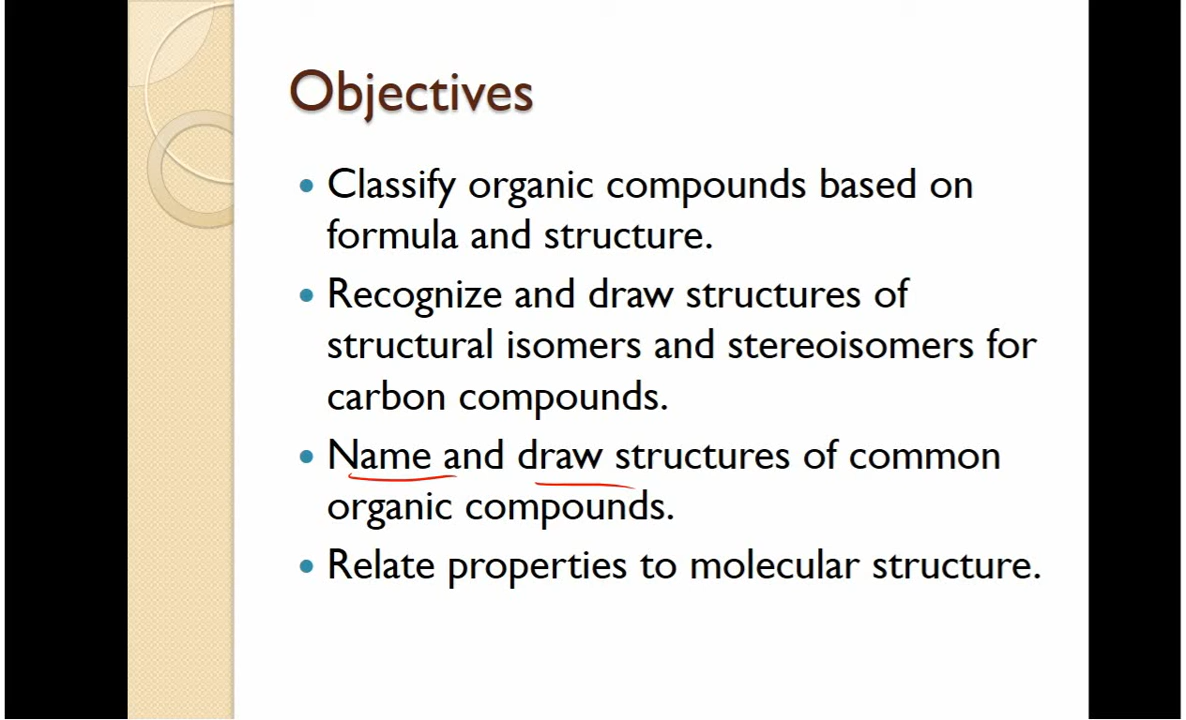 Objectives
• Classify organic compounds based on
formula and structure.
• Recognize and draw structures of
structural isomers and stereoisomers for
carbon compounds.
• Name and draw structures of common
organic compounds.
• Relate properties to molecular structure.